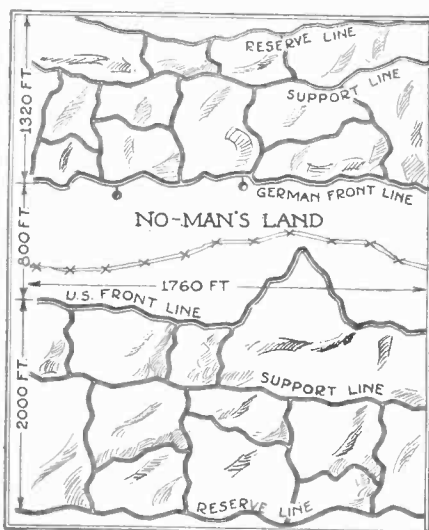 RESERVE LINE
SUPPORT LINE
1320 FT
GERMAN FRONT LINE
NO-MAN'S LAND
800 FT.
1760 FT
U.S. FRONT LINE
SUPPORT LINE
2000 FT.
RESERVE LINE